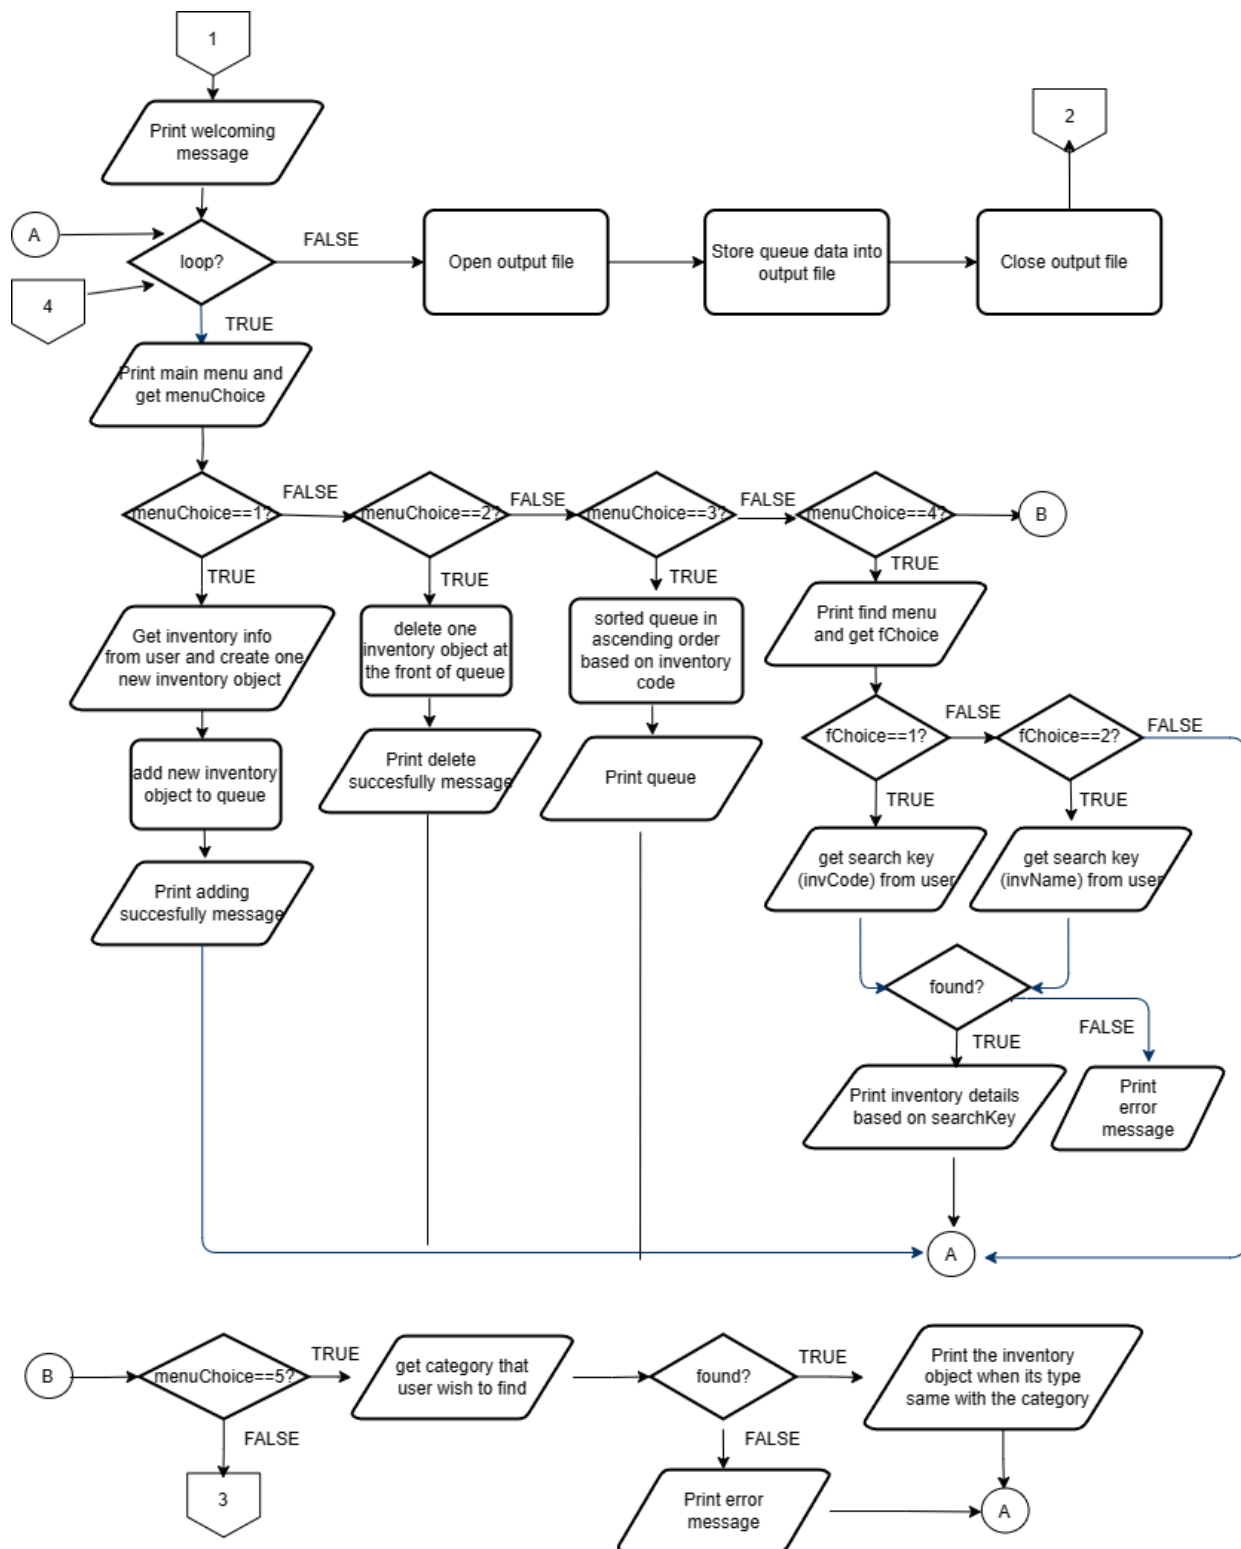 1
Print welcoming
message
2
A
loop?
FALSE
Open output file
Store queue data into
output file
Close output file
4
TRUE
Print main menu and
get menuChoice
menuChoice==1?
FALSE
menuChoice==2?
FALSE
menuChoice==3?
FALSE
menuChoice==4?
B
TRUE
TRUE
TRUE
TRUE
Get inventory info
from user and create one
new inventory object
delete one
inventory object at
the front of queue
sorted queue in
ascending order
based on inventory
code
Print find menu
and get fChoice
fChoice==1?
FALSE
fChoice==2?
FALSE
add new inventory
object to queue
Print delete
succesfully message
Print queue
TRUE
TRUE
Print adding
succesfully message
get search key
(invCode) from user
get search key
(invName) from user
found?
FALSE
TRUE
Print inventory details
based on searchKey
Print
error
message
A
B
menuChoice==5?
TRUE
get category that
user wish to find
found?
TRUE
Print the inventory
object when its type
same with the category
FALSE
FALSE
3
Print error
message
A